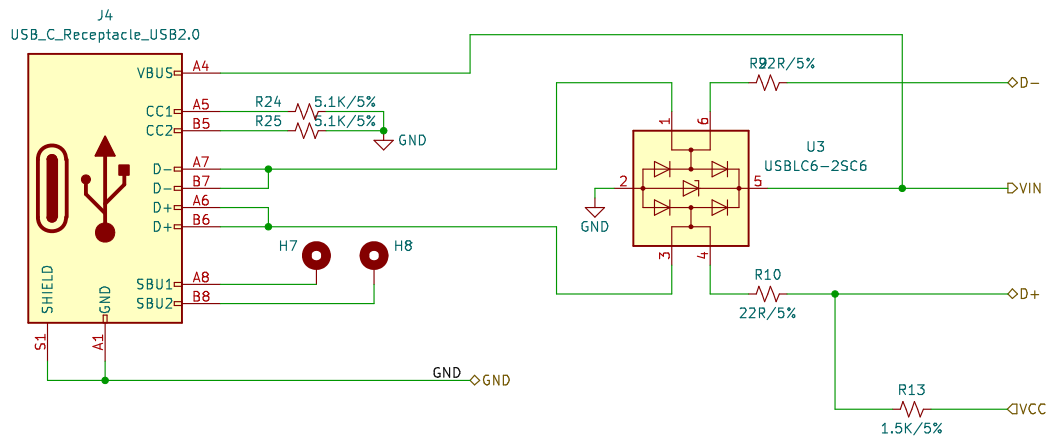 J4
USB_C_Receptacle_USB2.0
VBUS
A4
CC1
A5
CC2
B5
D-
A7
D-
B7
D+
A6
D+
B6
SBU1
A8
SBU2
B8
SHIELD
GND
S1
A1
R24
5.1K/5%
R25
5.1K/5%
GND
H7
H8
GND
GND
R9
22R/5%
D-
1
6
U3
USBLC6-2SC6
2
5
VIN
GND
3
4
R10
22R/5%
D+
R13
1.5K/5%
VCC